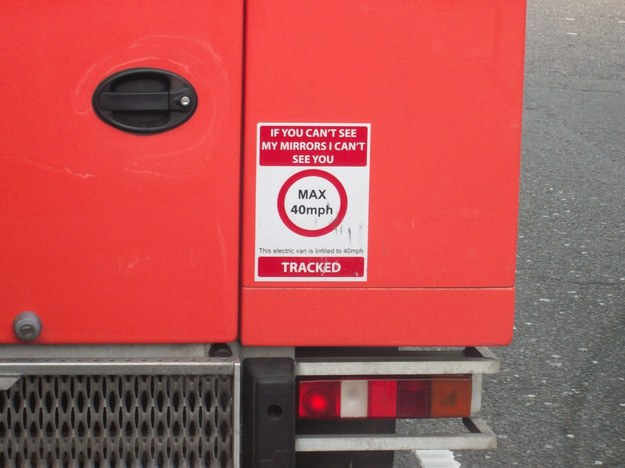 IF YOU CAN'T SEE
MY MIRRORS I CAN'T
SEE YOU
MAX
40mph
This electric van is limited to 40mph
TRACKED